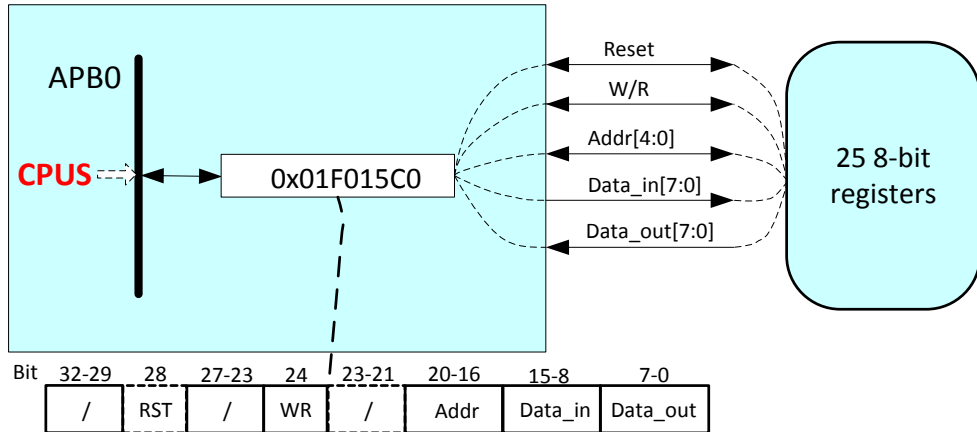 APB0
CPUS
0x01F015C0
Reset
W/R
Addr[4:0]
Data_in[7:0]
Data_out[7:0]
25 8-bit
registers
Bit 32-29 28 27-23 24 23-21 20-16 15-8 7-0
/ RST / WR / Addr Data_in Data_out